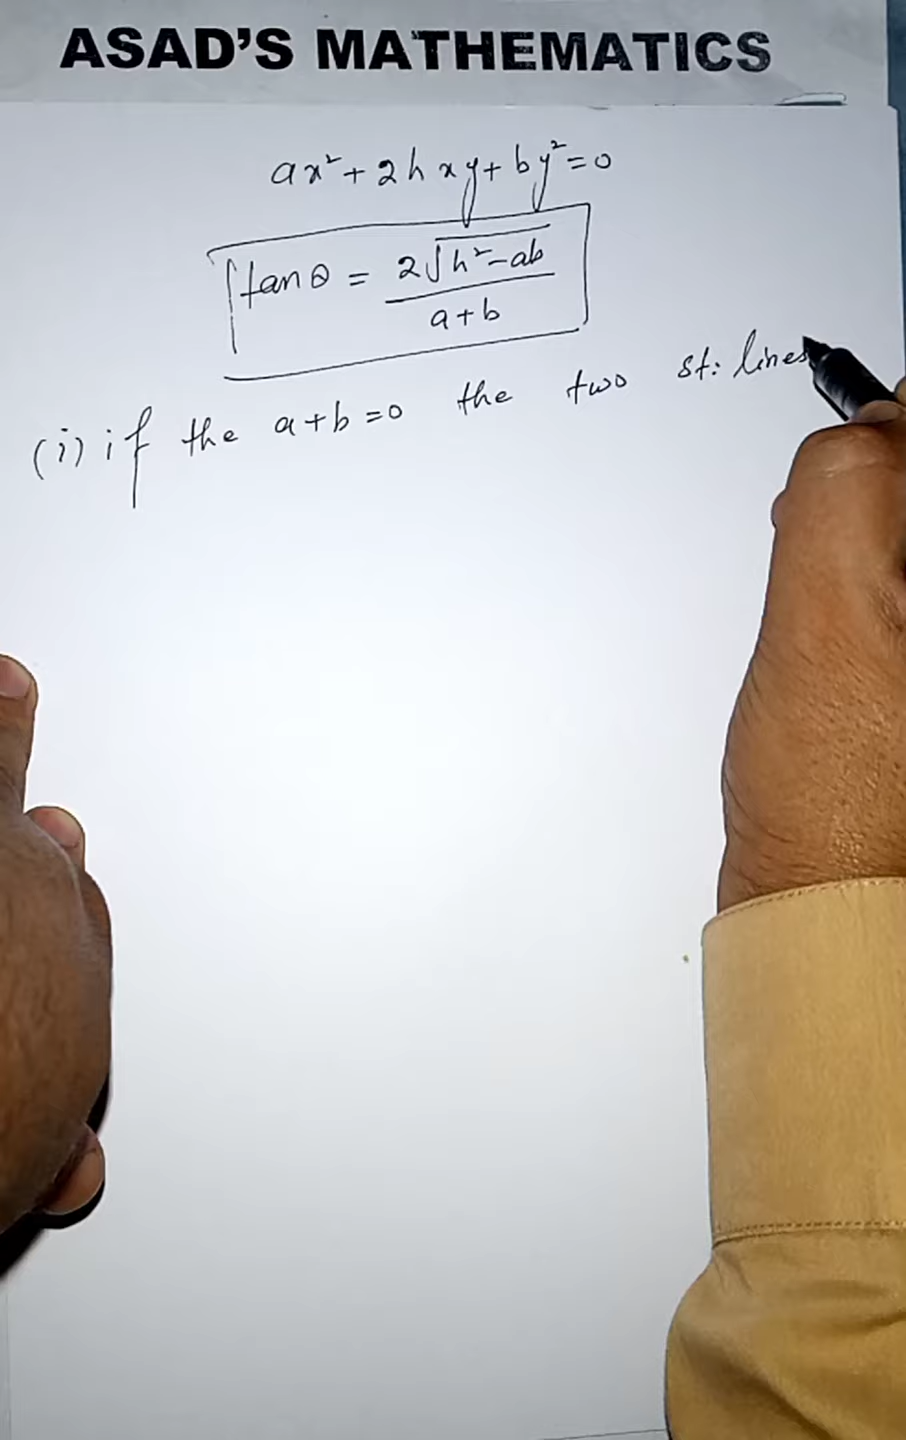 ASAD'S MATHEMATICS
ax² + 2hxy + by² = 0
tan θ = 2√(h² - ab) / (a + b)
(i) if the a + b = 0 the two st: lines